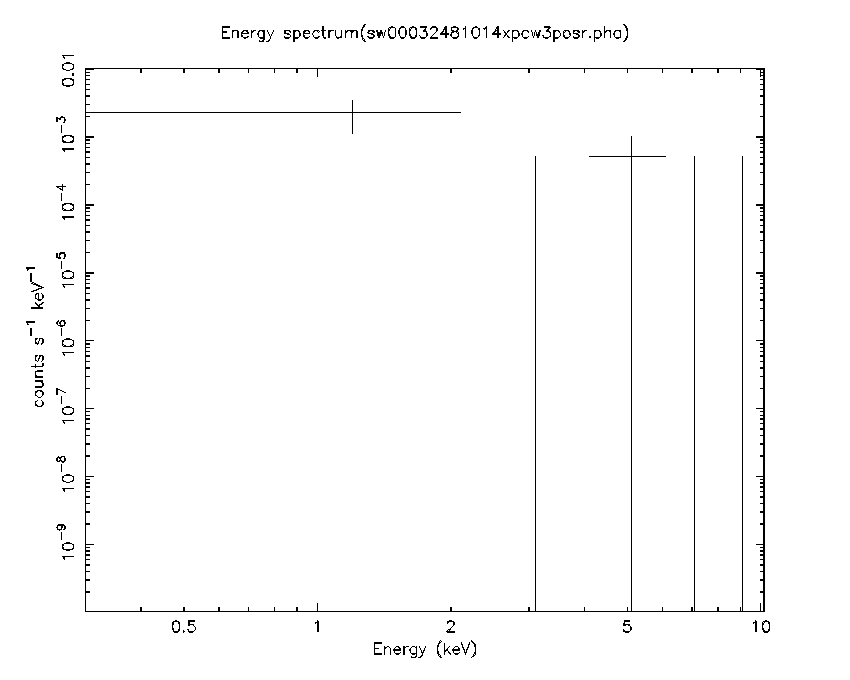 Energy spectrum(sw00032481014xpcw3posr.pha)
counts s⁻¹ keV⁻¹
0.01
10⁻³
10⁻⁴
10⁻⁵
10⁻⁶
10⁻⁷
10⁻⁸
10⁻⁹
0.5 1 2 5 10
Energy (keV)